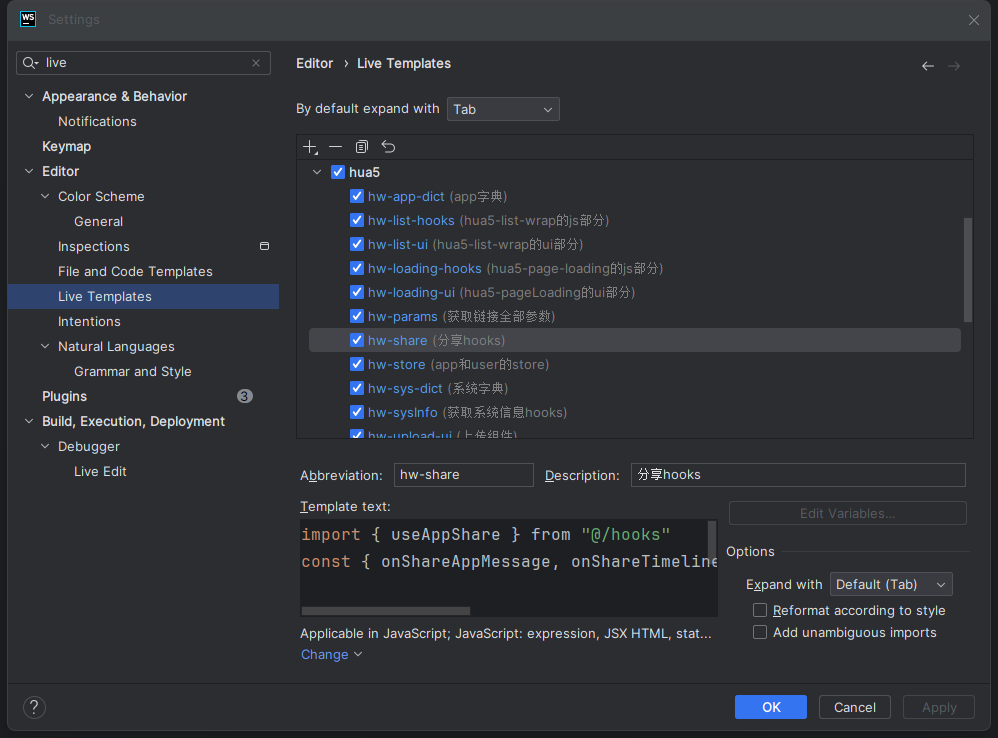 WS
Settings
live
Appearance & Behavior
Notifications
Keymap
Editor
Color Scheme
General
Inspections
File and Code Templates
Live Templates
Intentions
Natural Languages
Grammar and Style
Plugins 3
Build, Execution, Deployment
Debugger
Live Edit
Editor › Live Templates
By default expand with Tab
hua5
hw-app-dict (app字典)
hw-list-hooks (hua5-list-wrap的js部分)
hw-list-ui (hua5-list-wrap的ui部分)
hw-loading-hooks (hua5-page-loading的js部分)
hw-loading-ui (hua5-pageLoading的ui部分)
hw-params (获取链接全部参数)
hw-share (分享hooks)
hw-store (app和user的store)
hw-sys-dict (系统字典)
hw-sysInfo (获取系统信息hooks)
hw-upload-ui (上传组件)
Abbreviation: hw-share Description: 分享hooks
Template text:
import { useAppShare } from "@/hooks"
const { onShareAppMessage, onShareTimeline
Edit Variables...
Options
Expand with Default (Tab)
Reformat according to style
Add unambiguous imports
Applicable in JavaScript; JavaScript: expression, JSX HTML, stat...
Change
? OK Cancel Apply